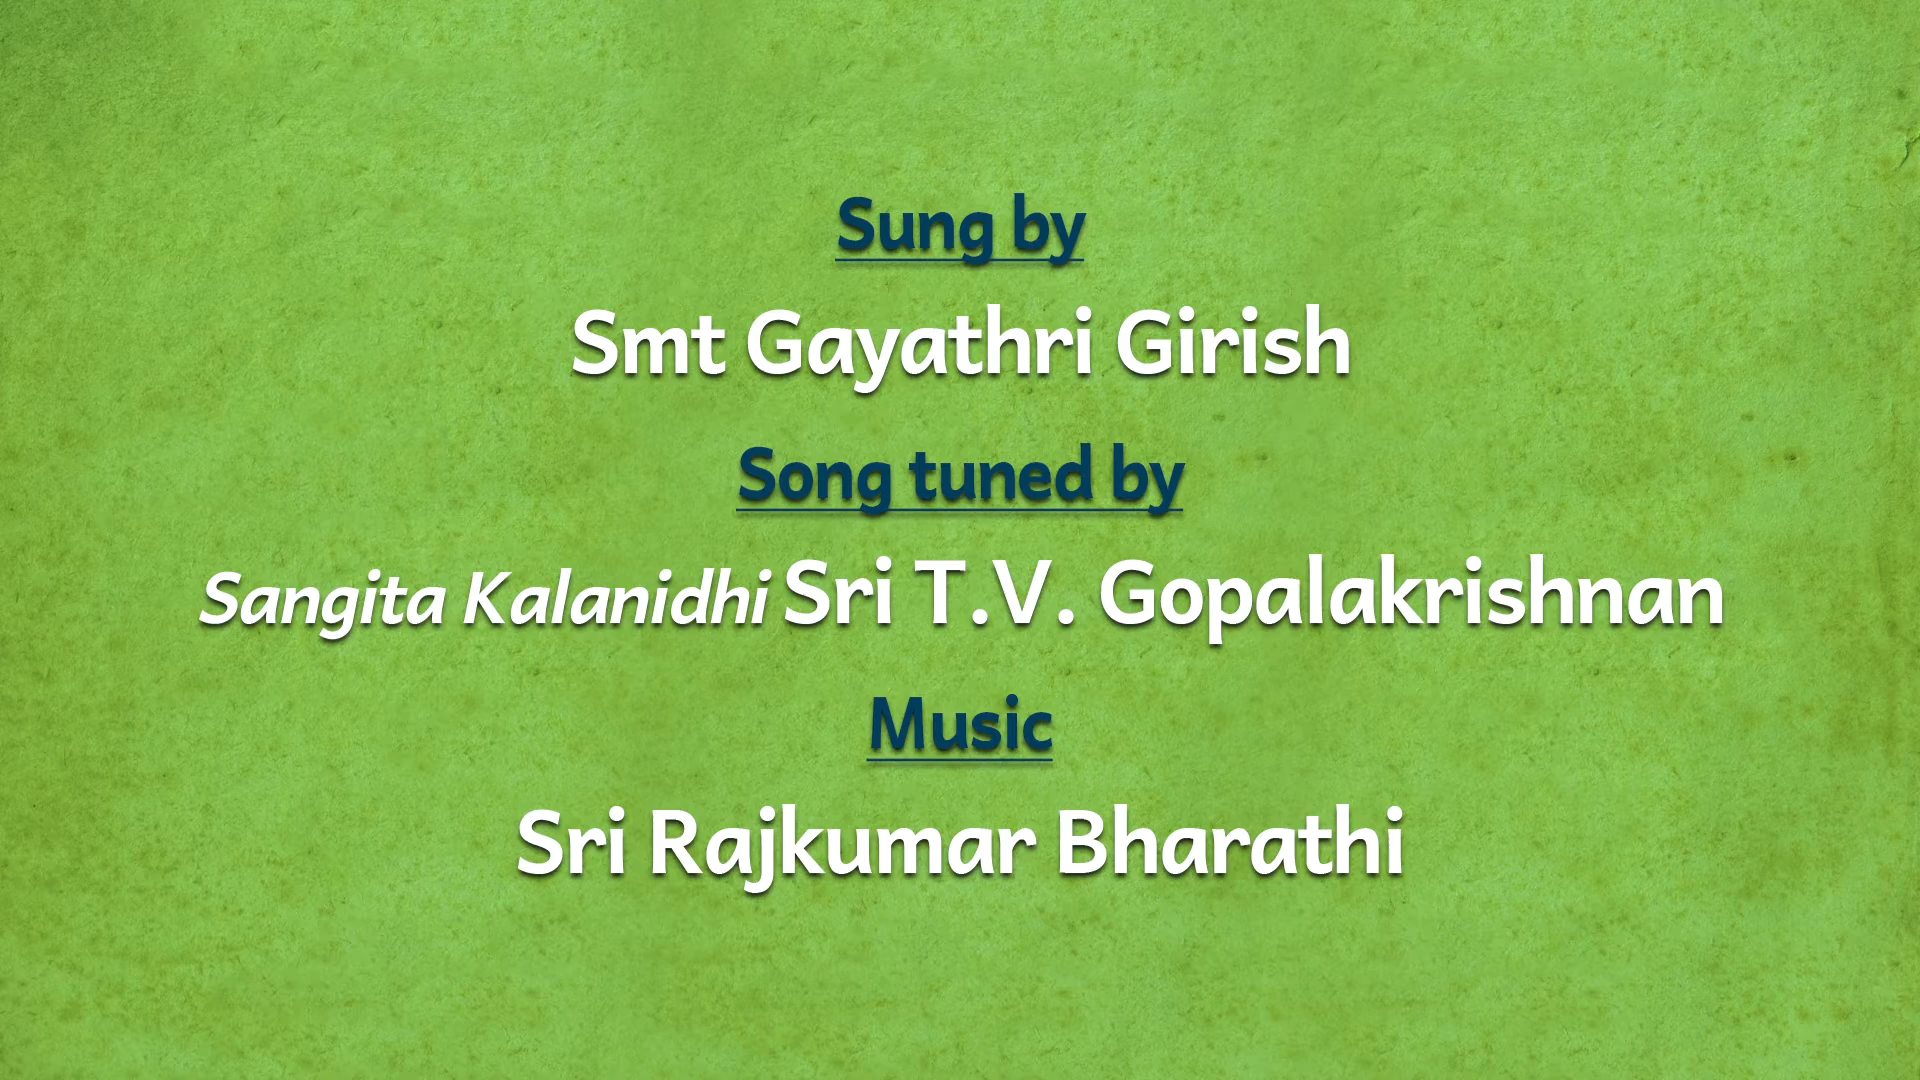 Sung by
Smt Gayathri Girish
Song tuned by
Sangita Kalanidhi Sri T.V. Gopalakrishnan
Music
Sri Rajkumar Bharathi